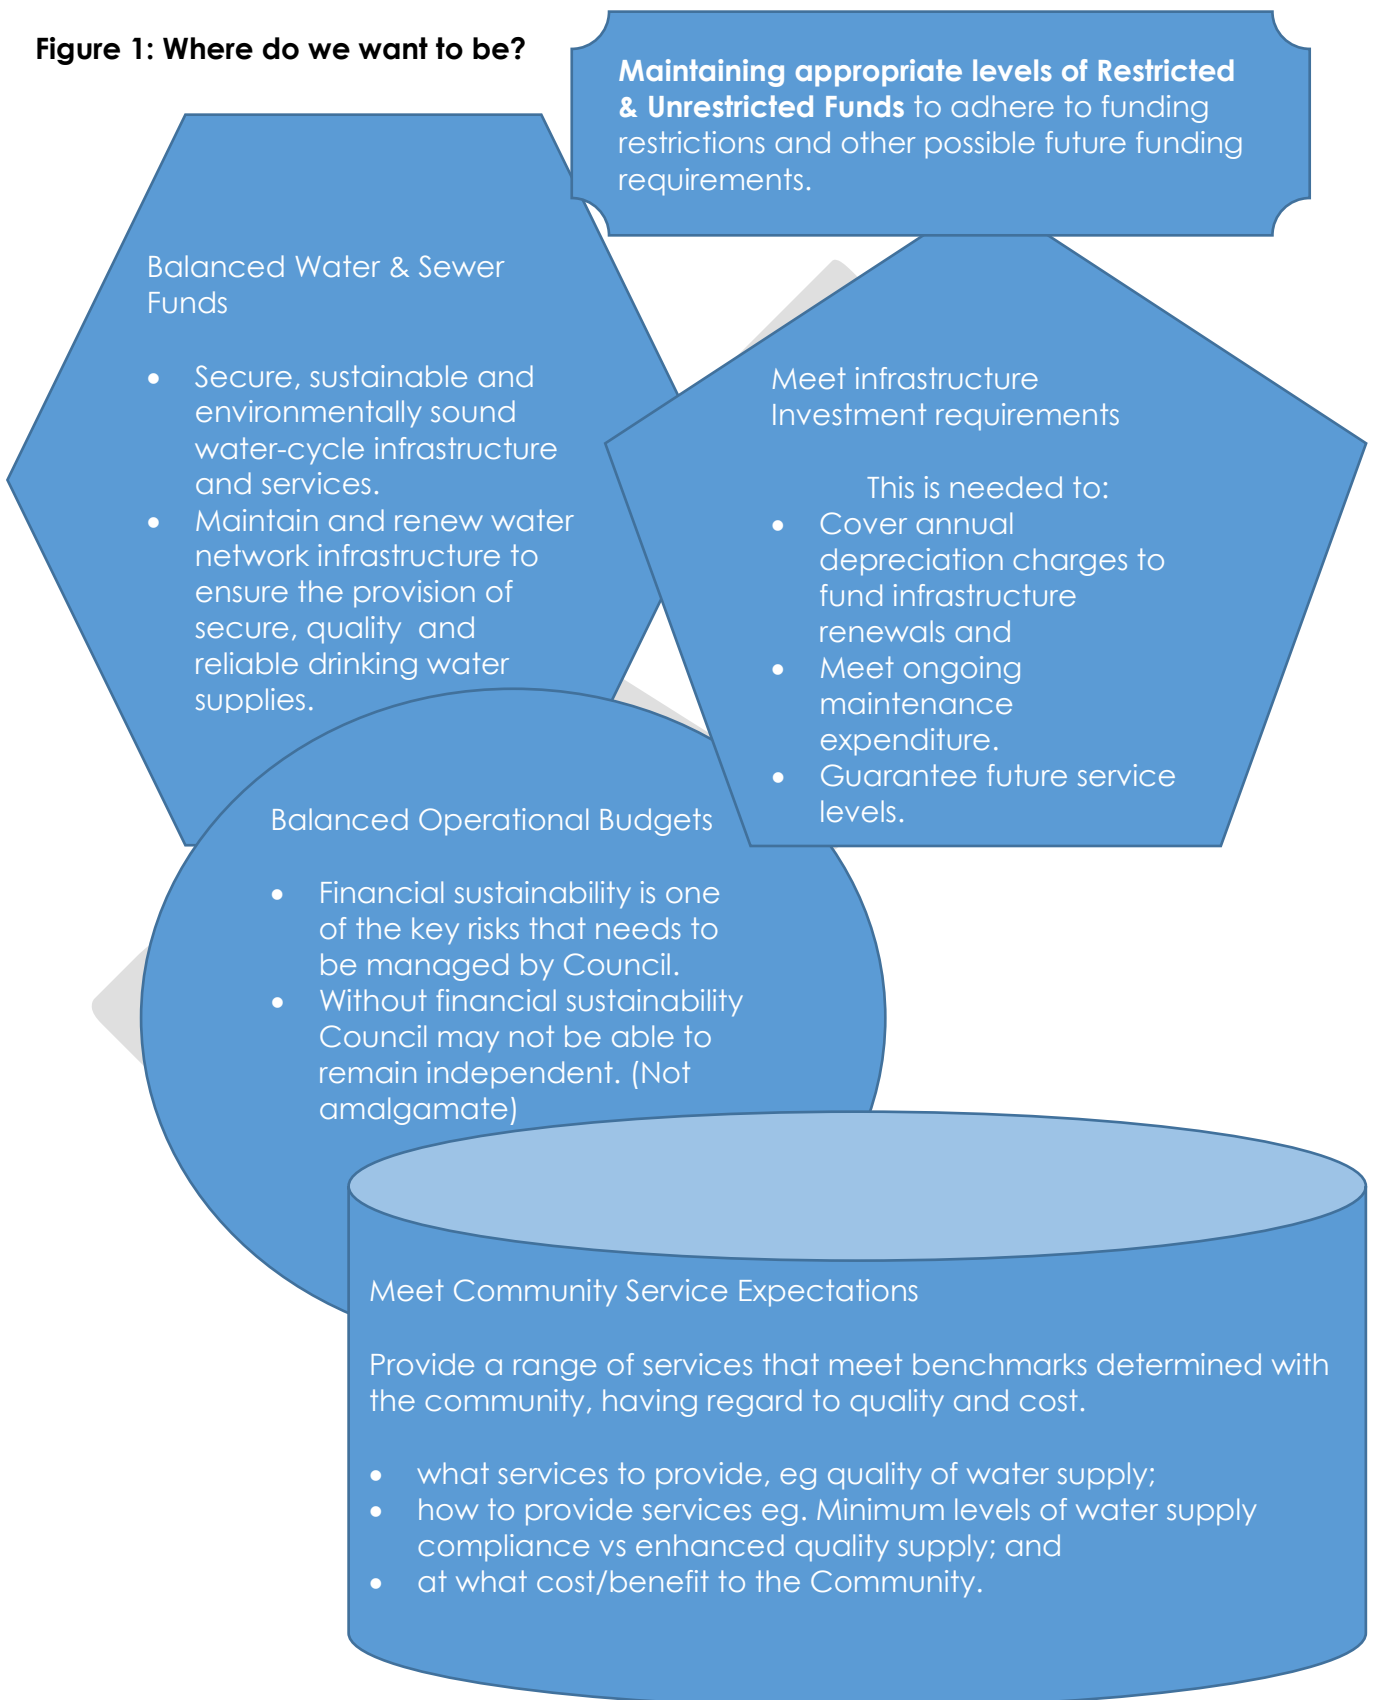 Figure 1: Where do we want to be?
Maintaining appropriate levels of Restricted
& Unrestricted Funds to adhere to funding
restrictions and other possible future funding
requirements.
Balanced Water & Sewer
Funds
• Secure, sustainable and
environmentally sound
water-cycle infrastructure
and services.
• Maintain and renew water
network infrastructure to
ensure the provision of
secure, quality  and
reliable drinking water
supplies.
Meet infrastructure
Investment requirements
This is needed to:
• Cover annual
depreciation charges to
fund infrastructure
renewals and
• Meet ongoing
maintenance
expenditure.
• Guarantee future service
levels.
Balanced Operational Budgets
• Financial sustainability is one
of the key risks that needs to
be managed by Council.
• Without financial sustainability
Council may not be able to
remain independent. (Not
amalgamate)
Meet Community Service Expectations
Provide a range of services that meet benchmarks determined with
the community, having regard to quality and cost.
• what services to provide, eg quality of water supply;
• how to provide services eg. Minimum levels of water supply
compliance vs enhanced quality supply; and
• at what cost/benefit to the Community.